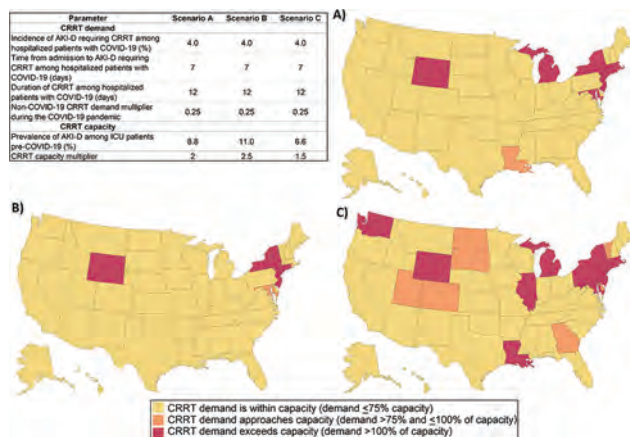 Parameter Scenario A Scenario B Scenario C
CRRT demand
Incidence of AKI-D requiring CRRT among
hospitalized patients with COVID-19 (%) 4.0 4.0 4.0
Time from admission to AKI-D requiring
CRRT among hospitalized patients with
COVID-19 (days) 7 7 7
Duration of CRRT among hospitalized
patients with COVID-19 (days) 12 12 12
Non-COVID-19 CRRT demand multiplier
during the COVID-19 pandemic 0.25 0.25 0.25
CRRT capacity
Prevalence of AKI-D among ICU patients
pre-COVID-19 (%) 8.8 11.0 6.6
CRRT capacity multiplier 2 2.5 1.5
A)
B)
C)
CRRT demand is within capacity (demand ≤75% capacity)
CRRT demand approaches capacity (demand >75% and ≤100% of capacity)
CRRT demand exceeds capacity (demand >100% of capacity)